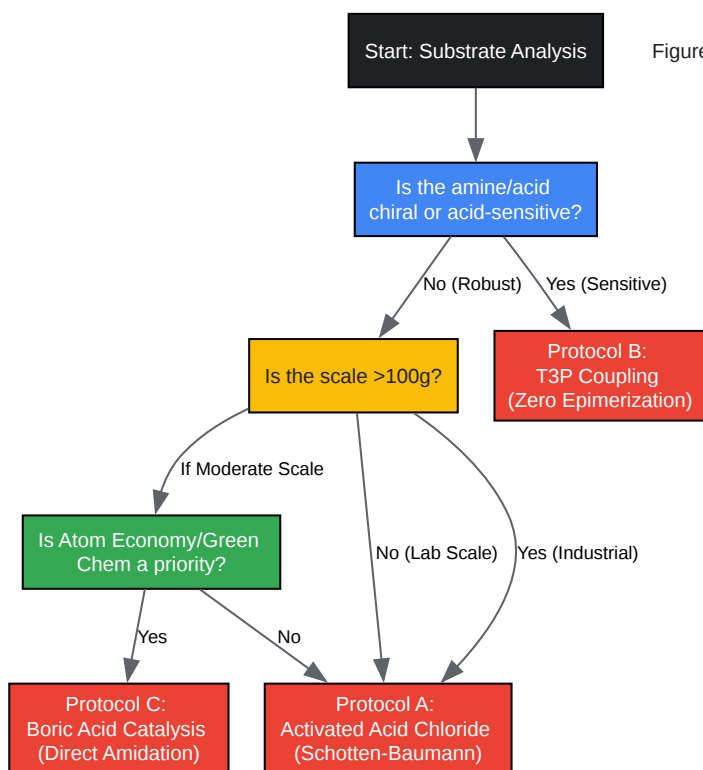 Start: Substrate Analysis
Figure
Is the amine/acid
chiral or acid-sensitive?
No (Robust)
Yes (Sensitive)
Is the scale >100g?
Protocol B:
T3P Coupling
(Zero Epimerization)
If Moderate Scale
Is Atom Economy/Green
Chem a priority?
No (Lab Scale)
Yes (Industrial)
Yes
No
Protocol C:
Boric Acid Catalysis
(Direct Amidation)
Protocol A:
Activated Acid Chloride
(Schotten-Baumann)